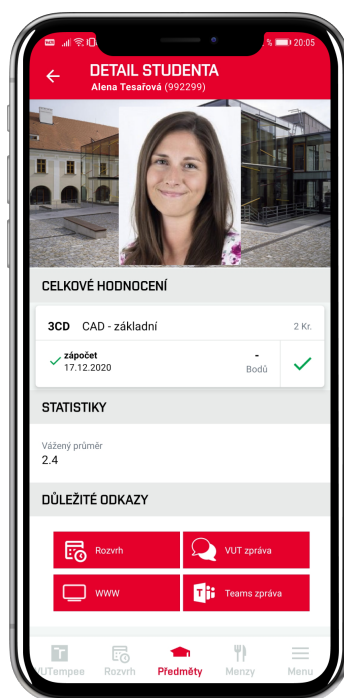 % 20:05
DETAIL STUDENTA
Alena Tesařová (992299)
CELKOVÉ HODNOCENÍ
3CD CAD - základní 2 Kr.
zápočet -
17.12.2020 Bodů
STATISTIKY
Vážený průměr
2.4
DŮLEŽITÉ ODKAZY
Rozvrh VUT zpráva
WWW Teams zpráva
VUTempee Rozvrh Předměty Menzy Menu